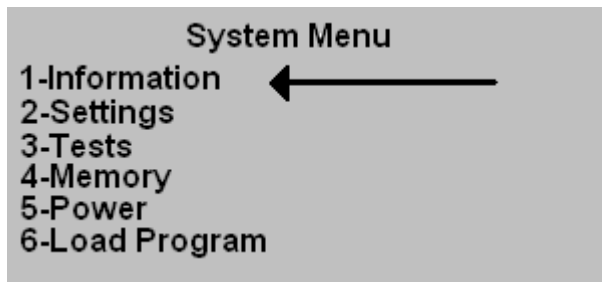 System Menu
1-Information
2-Settings
3-Tests
4-Memory
5-Power
6-Load Program